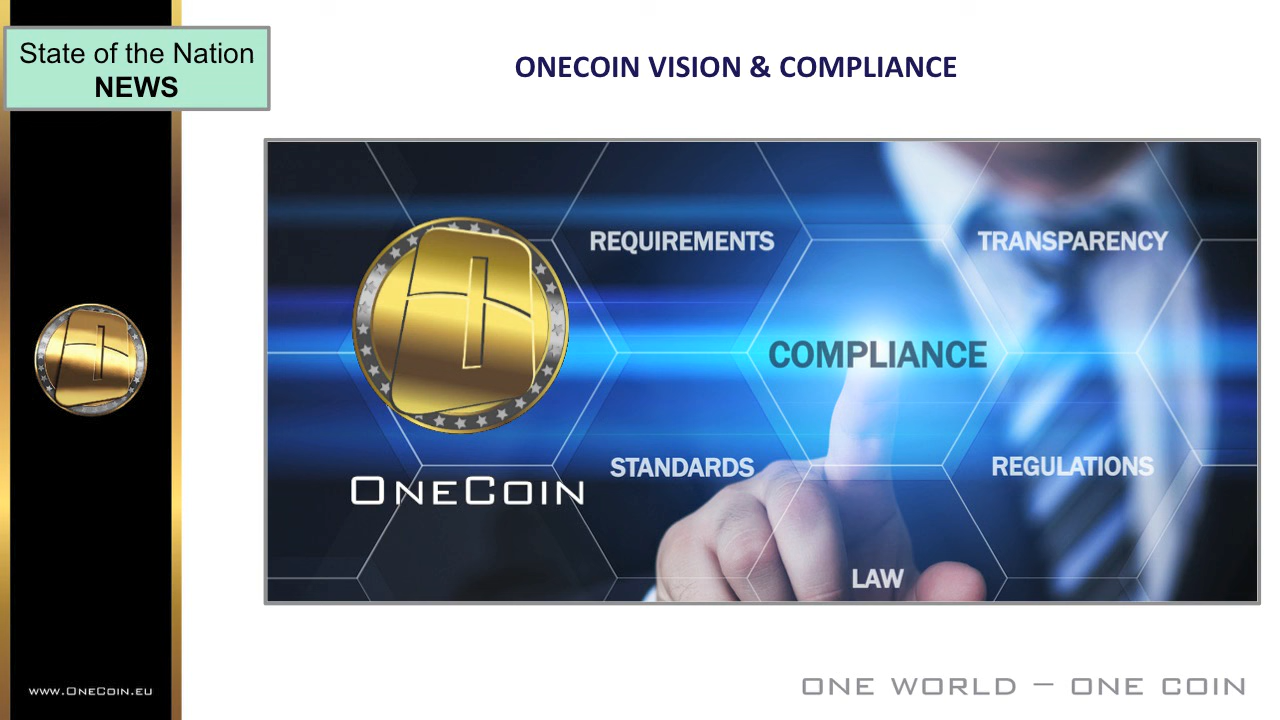 State of the Nation
NEWS
ONECOIN VISION & COMPLIANCE
REQUIREMENTS
TRANSPARENCY
COMPLIANCE
STANDARDS
REGULATIONS
ONECOIN
LAW
www.OneCoin.eu
ONE WORLD – ONE COIN